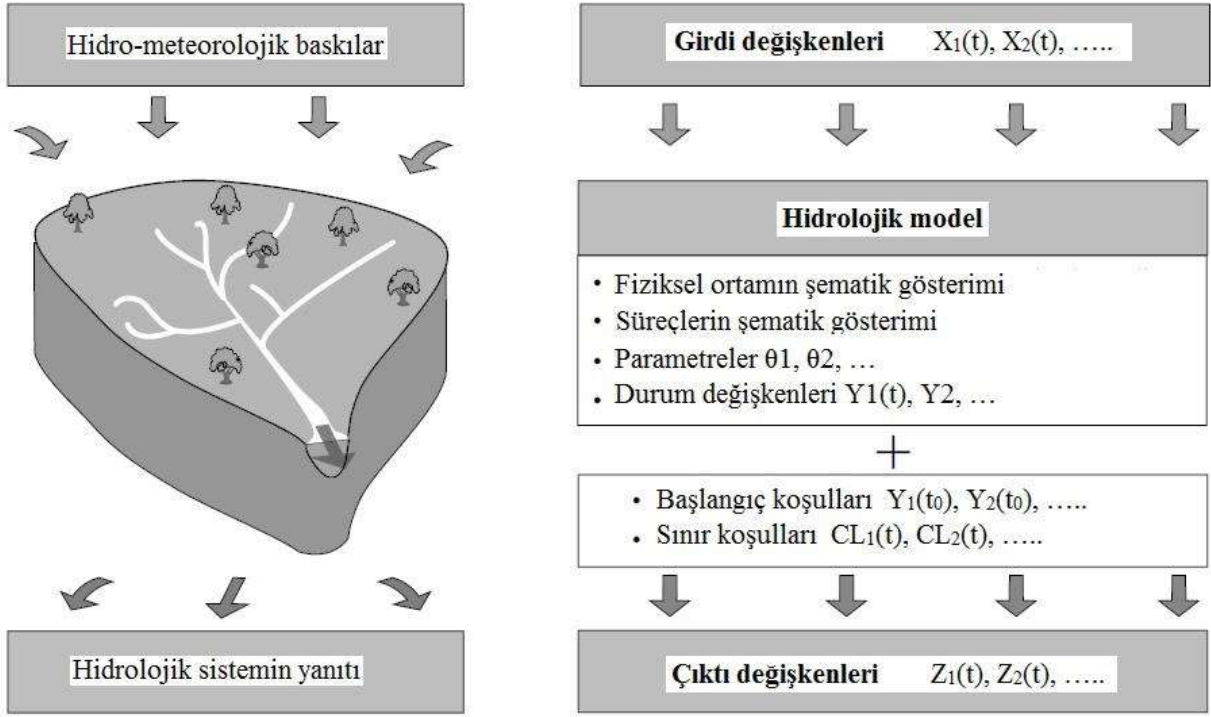 Hidro-meteorolojik baskılar
Hidrolojik sistemin yanıtı
Girdi değişkenleri X₁(t), X₂(t), …..
Hidrolojik model
• Fiziksel ortamın şematik gösterimi
• Süreçlerin şematik gösterimi
• Parametreler θ1, θ2, …
• Durum değişkenleri Y1(t), Y2, …
+
• Başlangıç koşulları Y₁(t₀), Y₂(t₀), …..
• Sınır koşulları CL₁(t), CL₂(t), …..
Çıktı değişkenleri Z₁(t), Z₂(t), …..